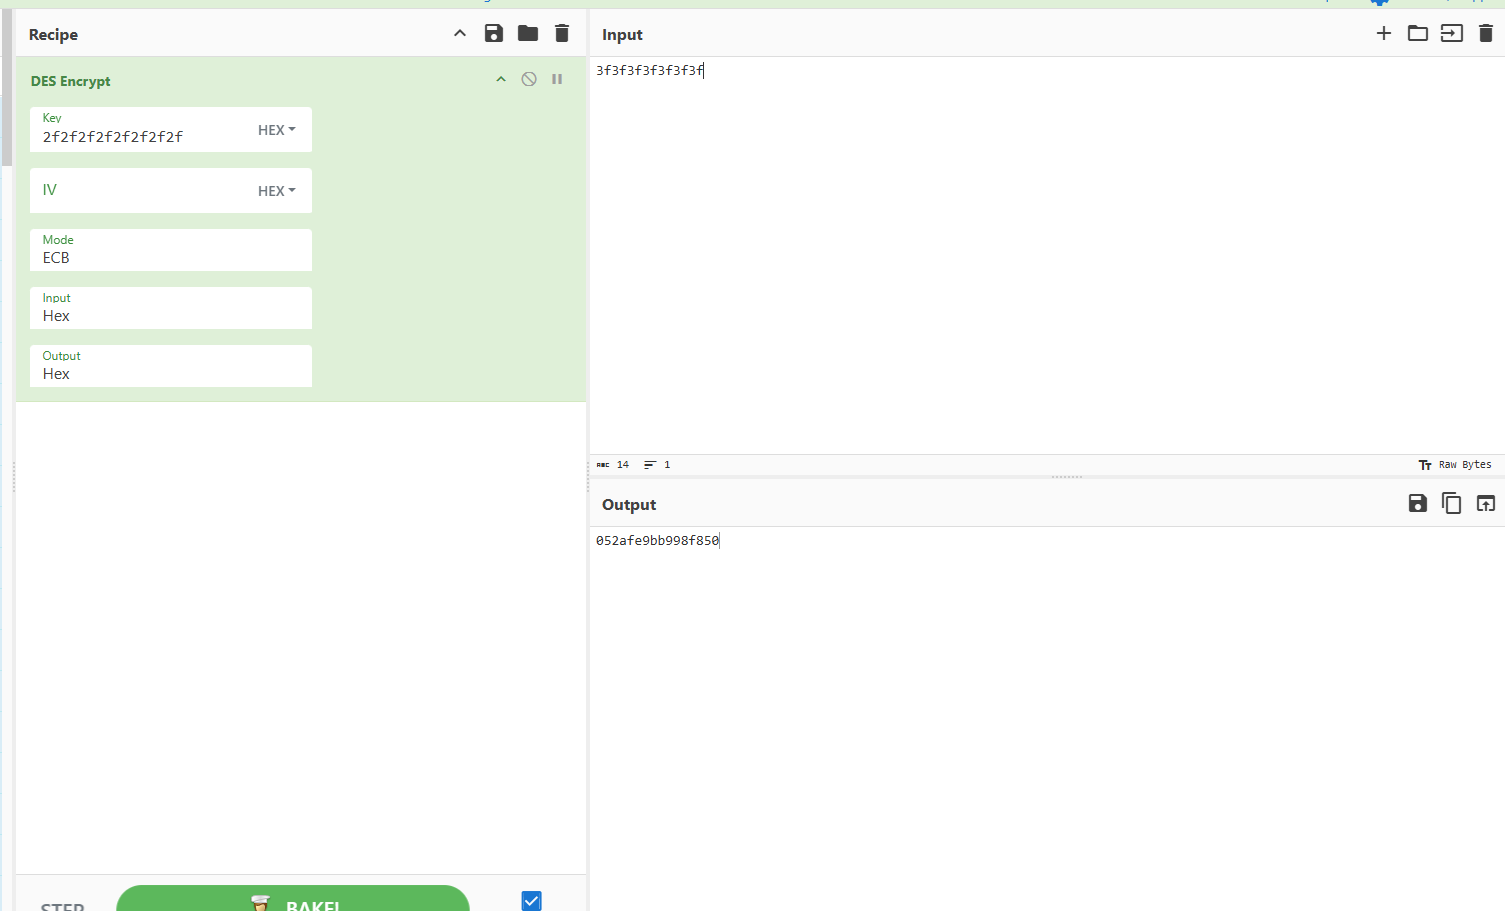 Recipe
DES Encrypt
Key
2f2f2f2f2f2f2f2f
HEX
IV
HEX
Mode
ECB
Input
Hex
Output
Hex
STEP
BAKE!
Input
3f3f3f3f3f3f3f
ABC 14 1
Tт Raw Bytes
Output
052afe9bb998f850